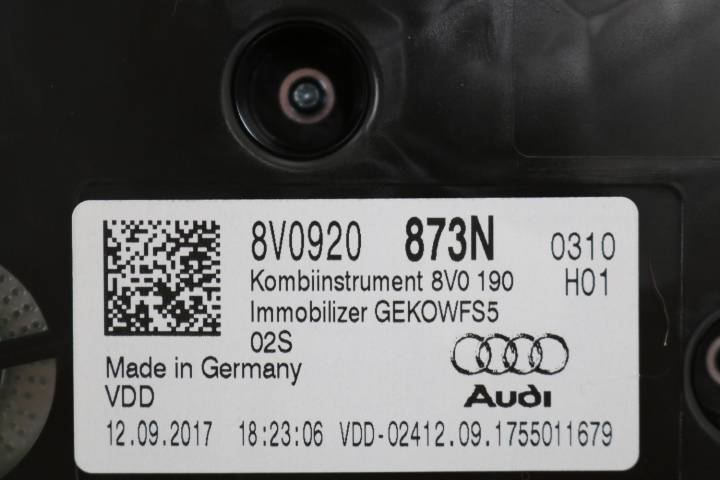 8V0920 873N 0310
Kombiinstrument 8V0 190 H01
Immobilizer GEKOWFS5
02S
Made in Germany
VDD
Audi
12.09.2017 18:23:06 VDD-02412.09.1755011679